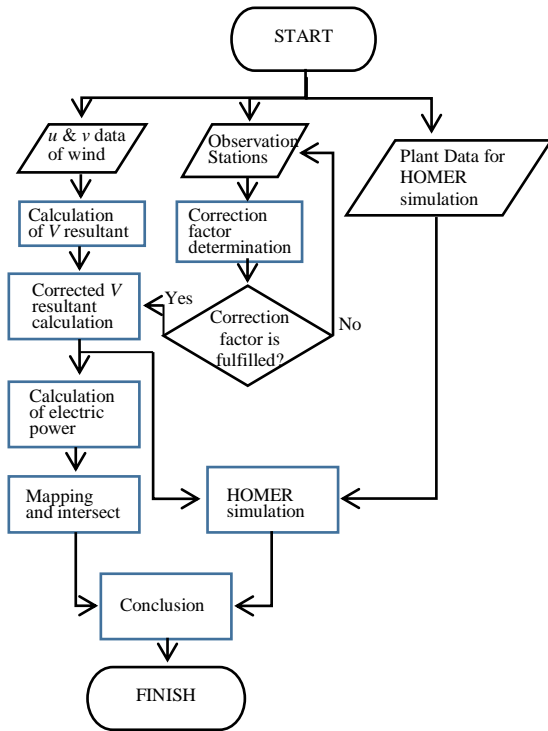 START
u & v data
of wind
Observation
Stations
Plant Data for
HOMER
simulation
Calculation
of V resultant
Correction
factor
determination
Corrected V
resultant
calculation
Yes
Correction
factor is
fulfilled?
No
Calculation
of electric
power
Mapping
and intersect
HOMER
simulation
Conclusion
FINISH